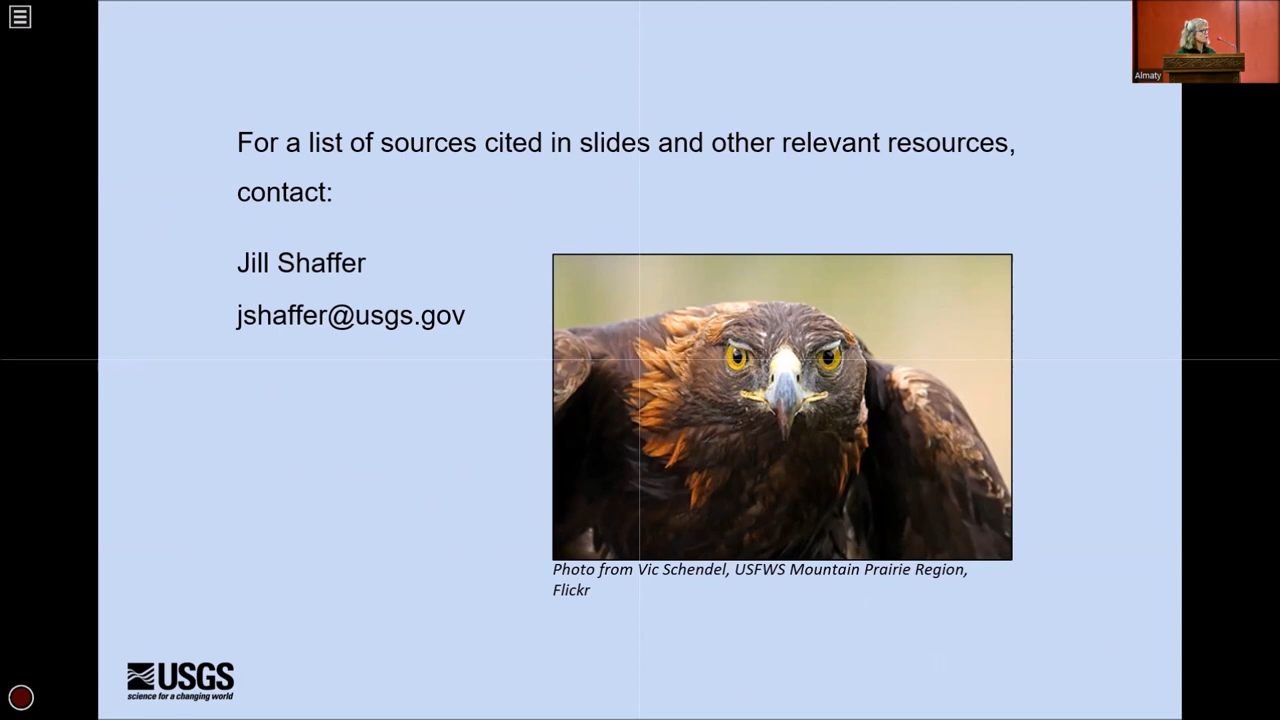 Almaty
For a list of sources cited in slides and other relevant resources,
contact:
Jill Shaffer
jshaffer@usgs.gov
Photo from Vic Schendel, USFWS Mountain Prairie Region,
Flickr
USGS
science for a changing world